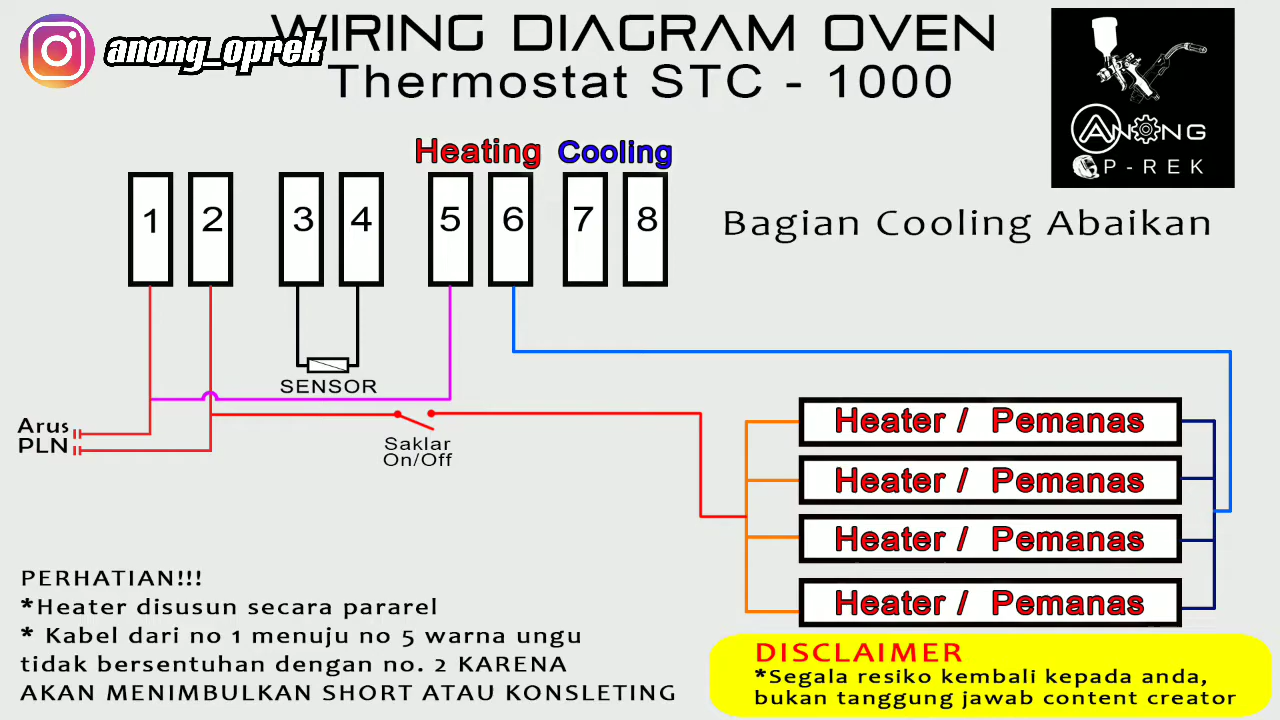 anong_oprek
WIRING DIAGRAM OVEN
Thermostat STC - 1000
ANONG
OP-REK
Heating Cooling
1 2 3 4 5 6 7 8
Bagian Cooling Abaikan
SENSOR
Arus
PLN
Saklar
On/Off
Heater / Pemanas
Heater / Pemanas
Heater / Pemanas
Heater / Pemanas
PERHATIAN!!!
*Heater disusun secara pararel
* Kabel dari no 1 menuju no 5 warna ungu
tidak bersentuhan dengan no. 2 KARENA
AKAN MENIMBULKAN SHORT ATAU KONSLETING
DISCLAIMER
*Segala resiko kembali kepada anda,
bukan tanggung jawab content creator